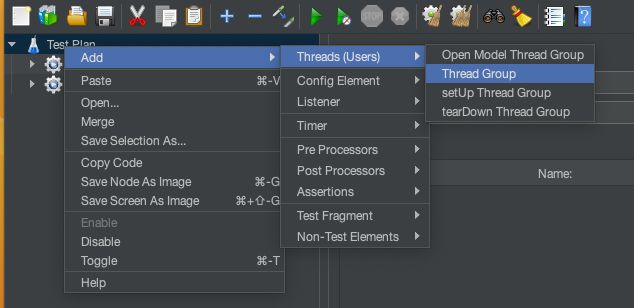 Test Plan
Add
Paste ⌘-V
Open...
Merge
Save Selection As...
Copy Code
Save Node As Image ⌘-G
Save Screen As Image ⌘+⇧-G
Enable
Disable
Toggle ⌘-T
Help
Threads (Users)
Config Element
Listener
Timer
Pre Processors
Post Processors
Assertions
Test Fragment
Non-Test Elements
Open Model Thread Group
Thread Group
setUp Thread Group
tearDown Thread Group
Name: